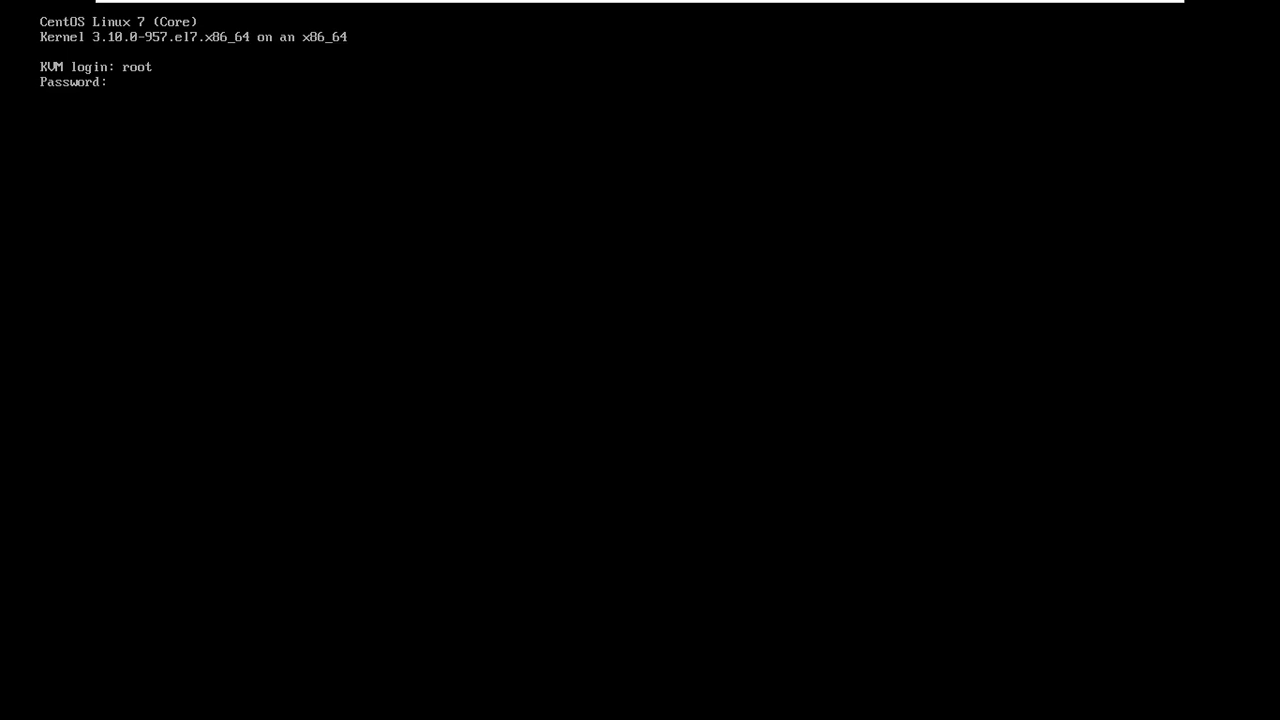 CentOS Linux 7 (Core)
Kernel 3.10.0-957.el7.x86_64 on an x86_64
KVM login: root
Password: